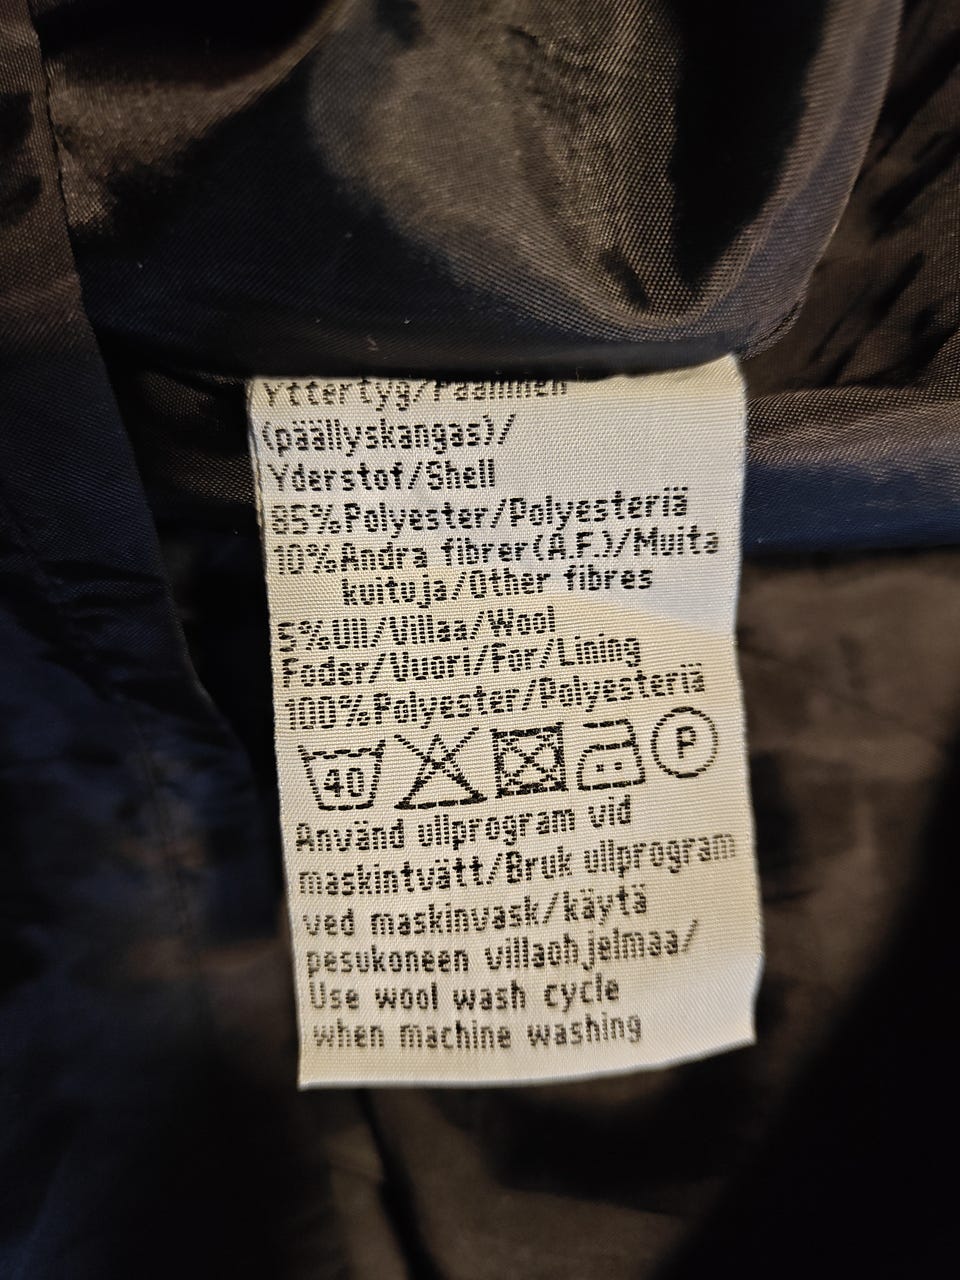 Yttertyg/Päällinen
(päällyskangas)/
Yderstof/Shell
85%Polyester/Polyesteriä
10%Andra fibrer(A.F.)/Muita
kuituja/Other fibres
5%Ull/Villaa/Wool
Foder/Vuori/For/Lining
100%Polyester/Polyesteriä
40 P
Använd ullprogram vid
maskintvätt/Bruk ullprogram
ved maskinvask/käytä
pesukoneen villaohjelmaa/
Use wool wash cycle
when machine washing